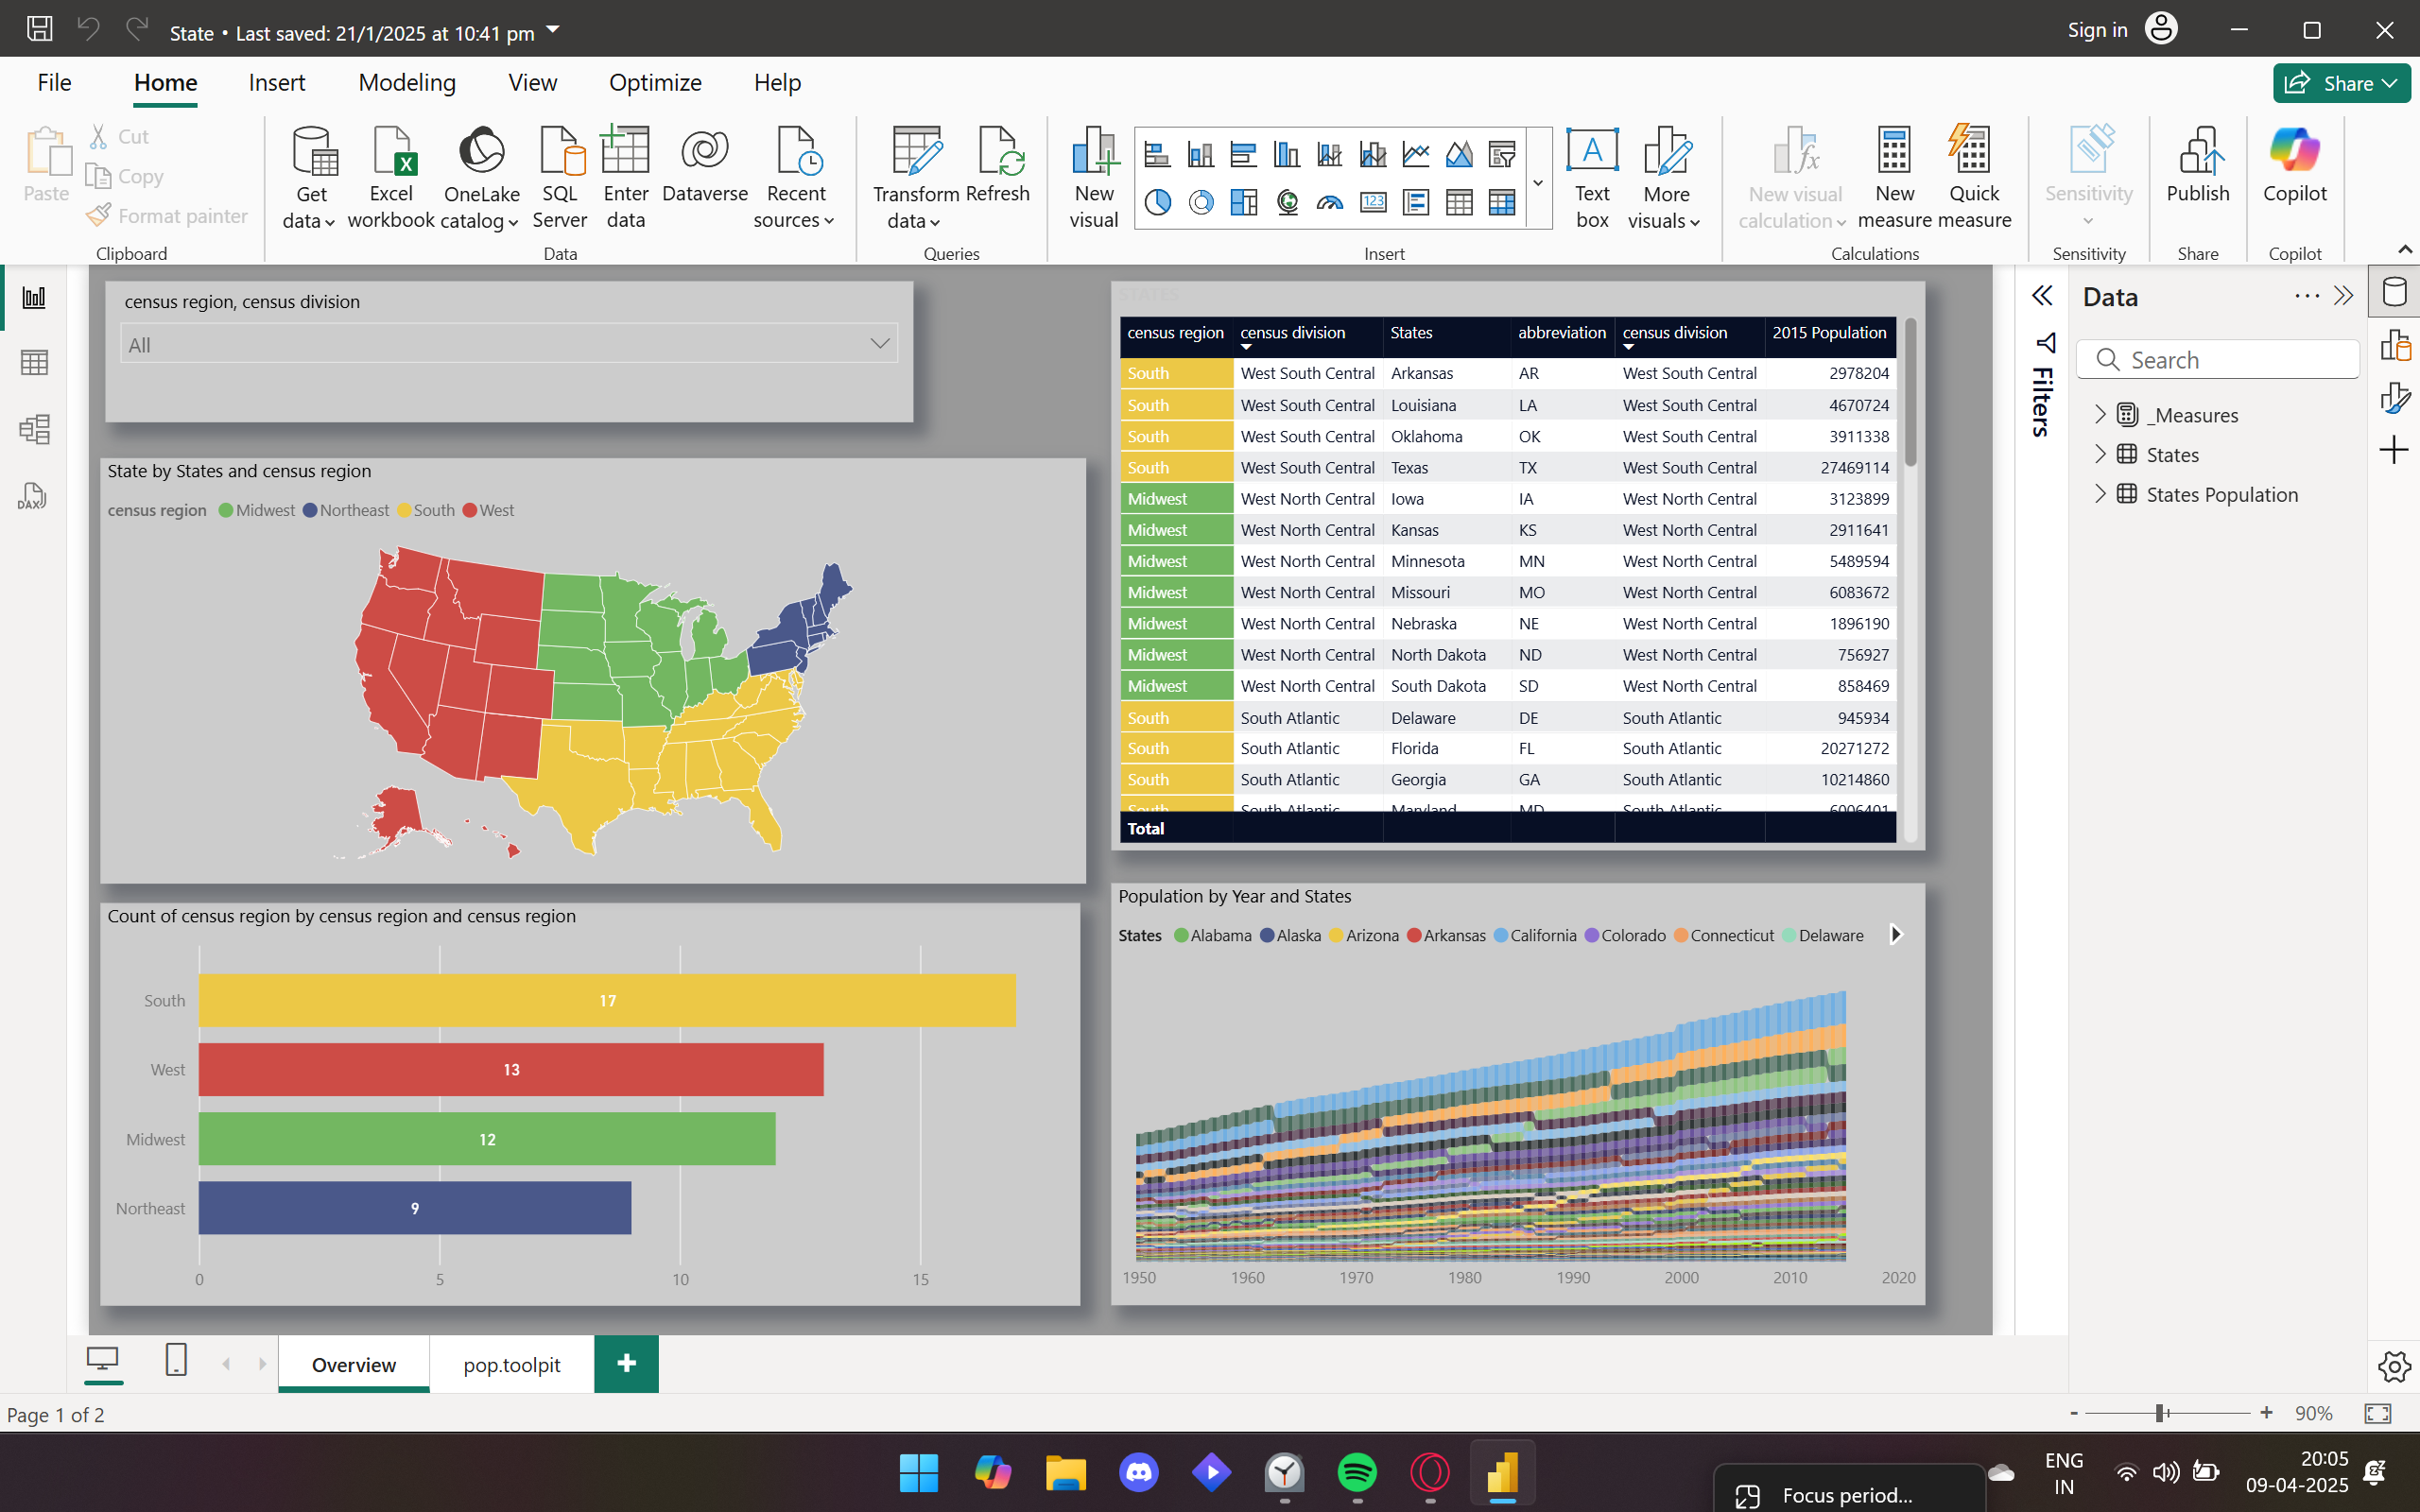 State • Last saved: 21/1/2025 at 10:41 pm
Sign in
File Home Insert Modeling View Optimize Help
Share
Paste
Cut
Copy
Format painter
Clipboard
Get data
Excel workbook
OneLake catalog
SQL Server
Enter data
Dataverse
Recent sources
Data
Transform data
Refresh
Queries
New visual
123
Text box
More visuals
Insert
New visual calculation
New measure
Quick measure
Calculations
Sensitivity
Sensitivity
Publish
Share
Copilot
Copilot
DAX
census region, census division
All
State by States and census region
census region Midwest Northeast South West
Count of census region by census region and census region
South 17
West 13
Midwest 12
Northeast 9
0 5 10 15
STATES
census region census division States abbreviation census division 2015 Population
South West South Central Arkansas AR West South Central 2978204
South West South Central Louisiana LA West South Central 4670724
South West South Central Oklahoma OK West South Central 3911338
South West South Central Texas TX West South Central 27469114
Midwest West North Central Iowa IA West North Central 3123899
Midwest West North Central Kansas KS West North Central 2911641
Midwest West North Central Minnesota MN West North Central 5489594
Midwest West North Central Missouri MO West North Central 6083672
Midwest West North Central Nebraska NE West North Central 1896190
Midwest West North Central North Dakota ND West North Central 756927
Midwest West North Central South Dakota SD West North Central 858469
South South Atlantic Delaware DE South Atlantic 945934
South South Atlantic Florida FL South Atlantic 20271272
South South Atlantic Georgia GA South Atlantic 10214860
South South Atlantic Maryland MD South Atlantic 6006401
Total
Population by Year and States
States Alabama Alaska Arizona Arkansas California Colorado Connecticut Delaware
1950 1960 1970 1980 1990 2000 2010 2020
Filters
Data
Search
_Measures
States
States Population
Overview
pop.toolpit
Page 1 of 2
90%
Focus period...
ENG
IN
20:05
09-04-2025